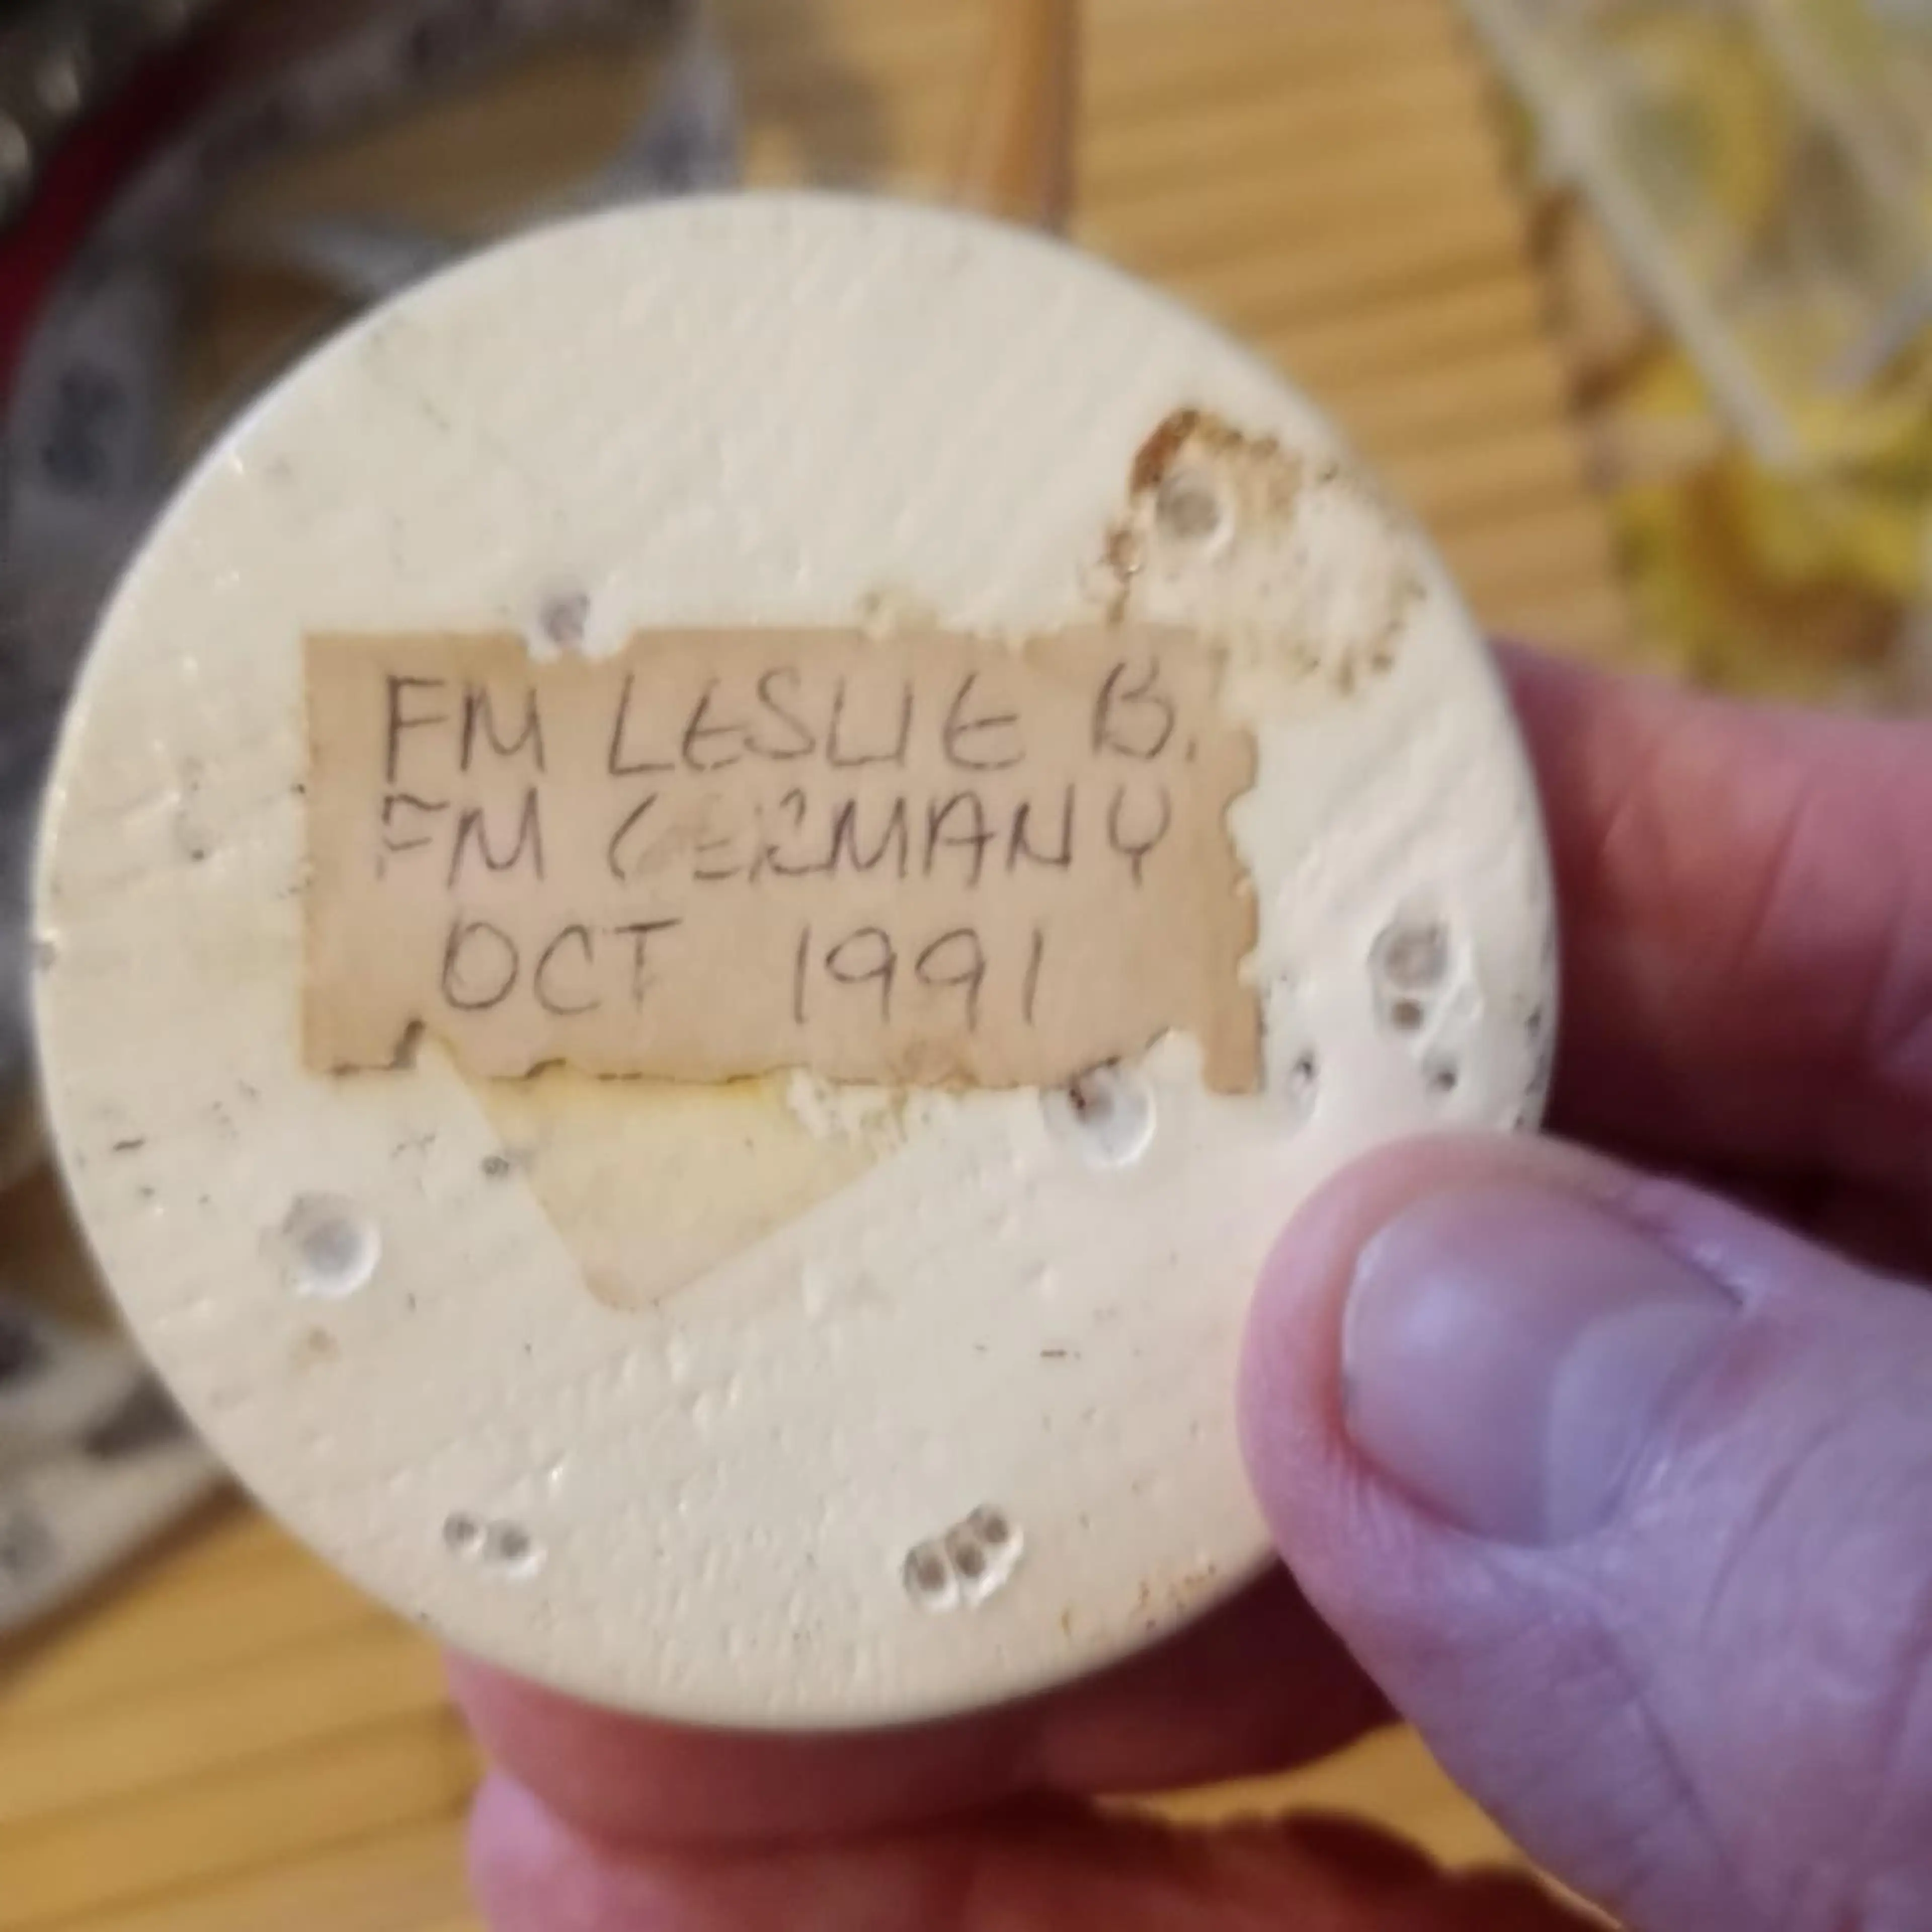 FM LESLIE B.
FM GERMANY
OCT 1991